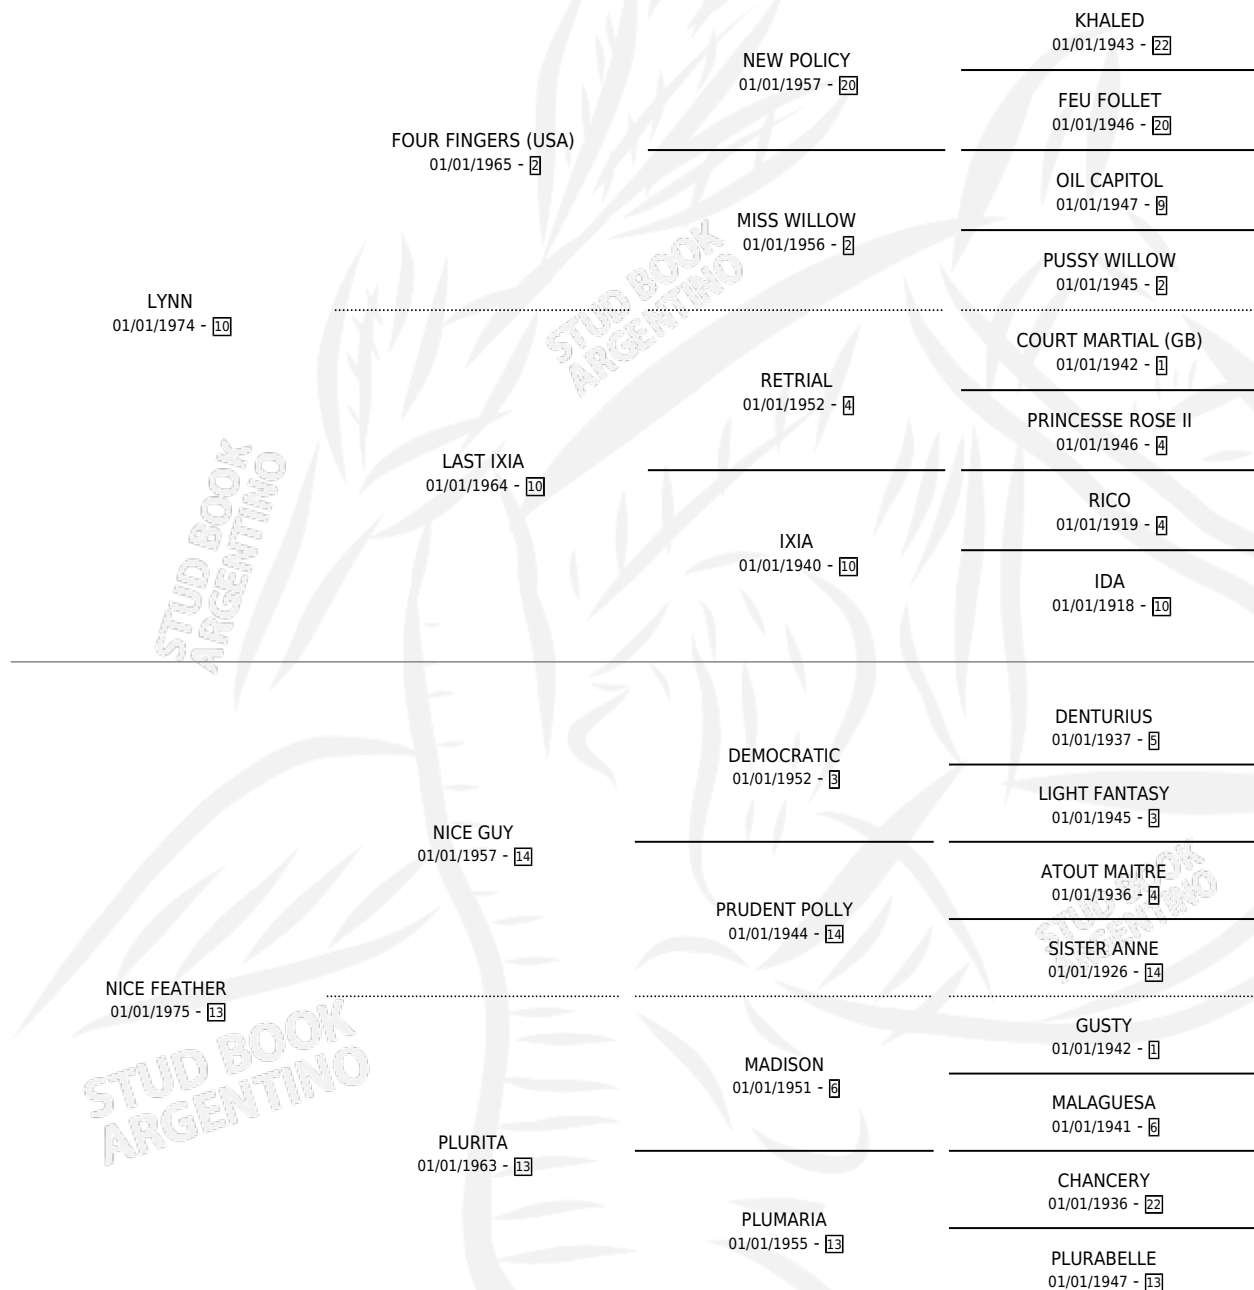 KHALED
01/01/1943 - 22
NEW POLICY
01/01/1957 - 20
FEU FOLLET
01/01/1946 - 20
FOUR FINGERS (USA)
01/01/1965 - 2
OIL CAPITOL
01/01/1947 - 9
MISS WILLOW
01/01/1956 - 2
PUSSY WILLOW
01/01/1945 - 2
LYNN
01/01/1974 - 10
STUD BOOK
ARGENTINO
COURT MARTIAL (GB)
01/01/1942 - 1
RETRIAL
01/01/1952 - 4
PRINCESSE ROSE II
01/01/1946 - 4
LAST IXIA
01/01/1964 - 10
STUD BOOK
ARGENTINO
RICO
01/01/1919 - 4
IXIA
01/01/1940 - 10
IDA
01/01/1918 - 10
DENTURIUS
01/01/1937 - 5
DEMOCRATIC
01/01/1952 - 3
LIGHT FANTASY
01/01/1945 - 3
NICE GUY
01/01/1957 - 14
ATOUT MAITRE
01/01/1936 - 4
STUD BOOK
ARGENTINO
PRUDENT POLLY
01/01/1944 - 14
SISTER ANNE
01/01/1926 - 14
NICE FEATHER
01/01/1975 - 13
STUD BOOK
ARGENTINO
GUSTY
01/01/1942 - 1
MADISON
01/01/1951 - 6
MALAGUESA
01/01/1941 - 6
PLURITA
01/01/1963 - 13
CHANCERY
01/01/1936 - 22
PLUMARIA
01/01/1955 - 13
PLURABELLE
01/01/1947 - 13